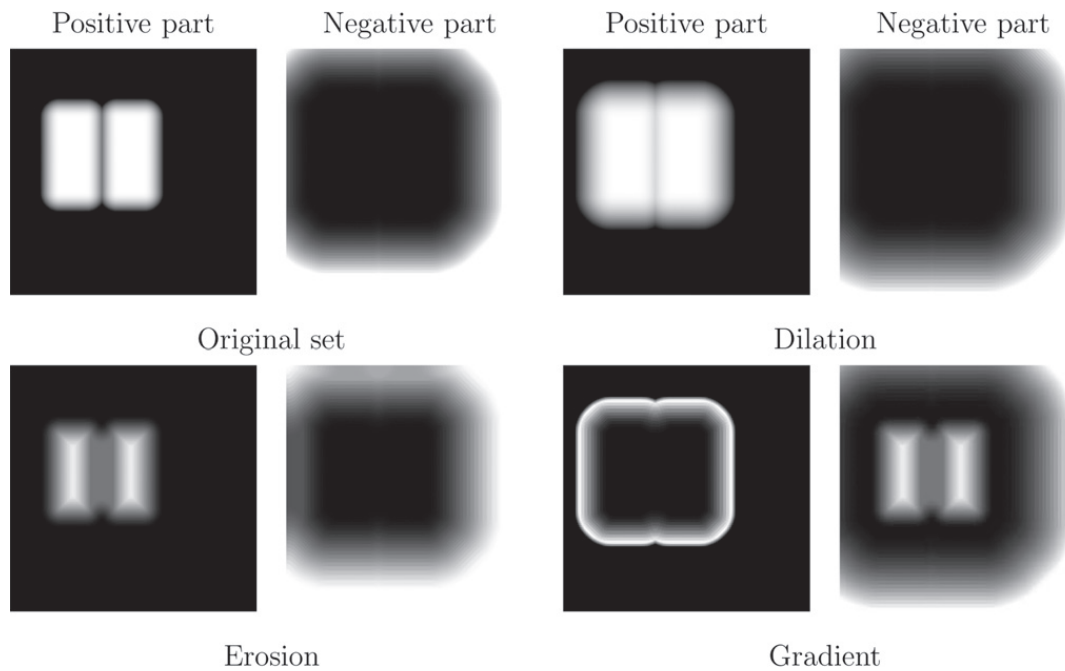 Positive part Negative part Positive part Negative part
Original set Dilation
Erosion Gradient